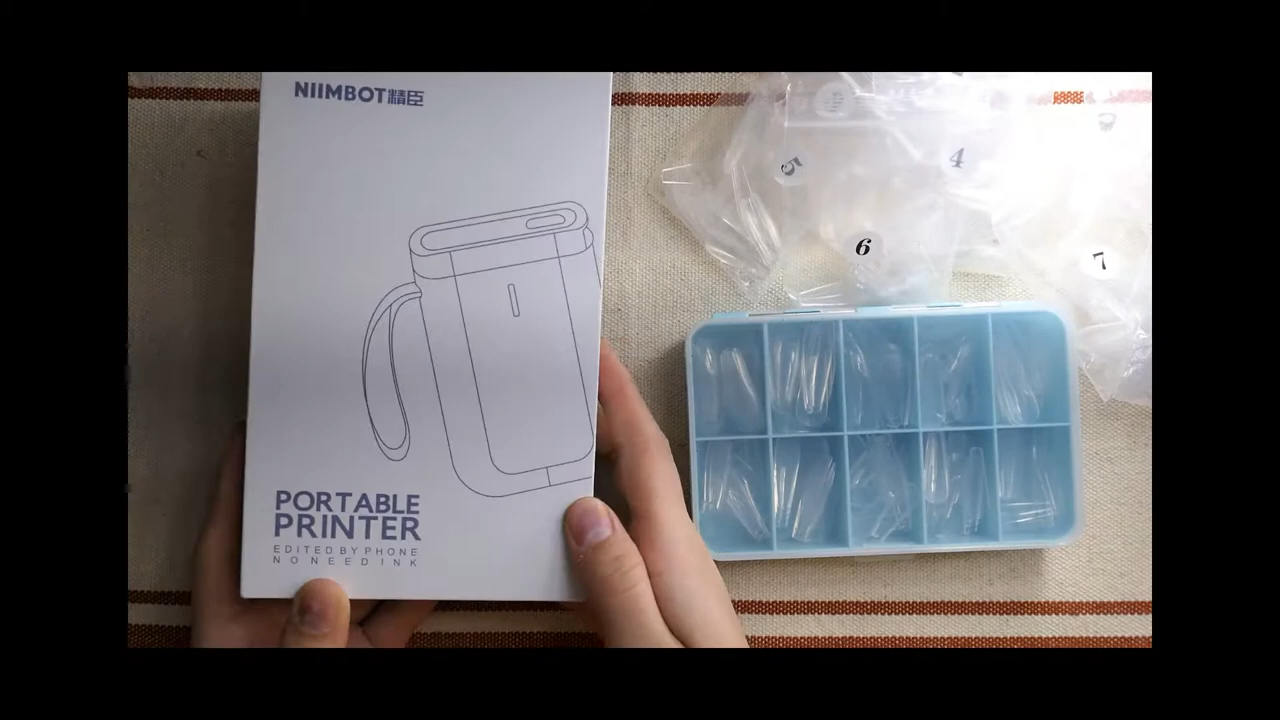 NIIMBOT精臣
PORTABLE
PRINTER
EDITED BY PHONE
NO NEED INK
5
4
6
7